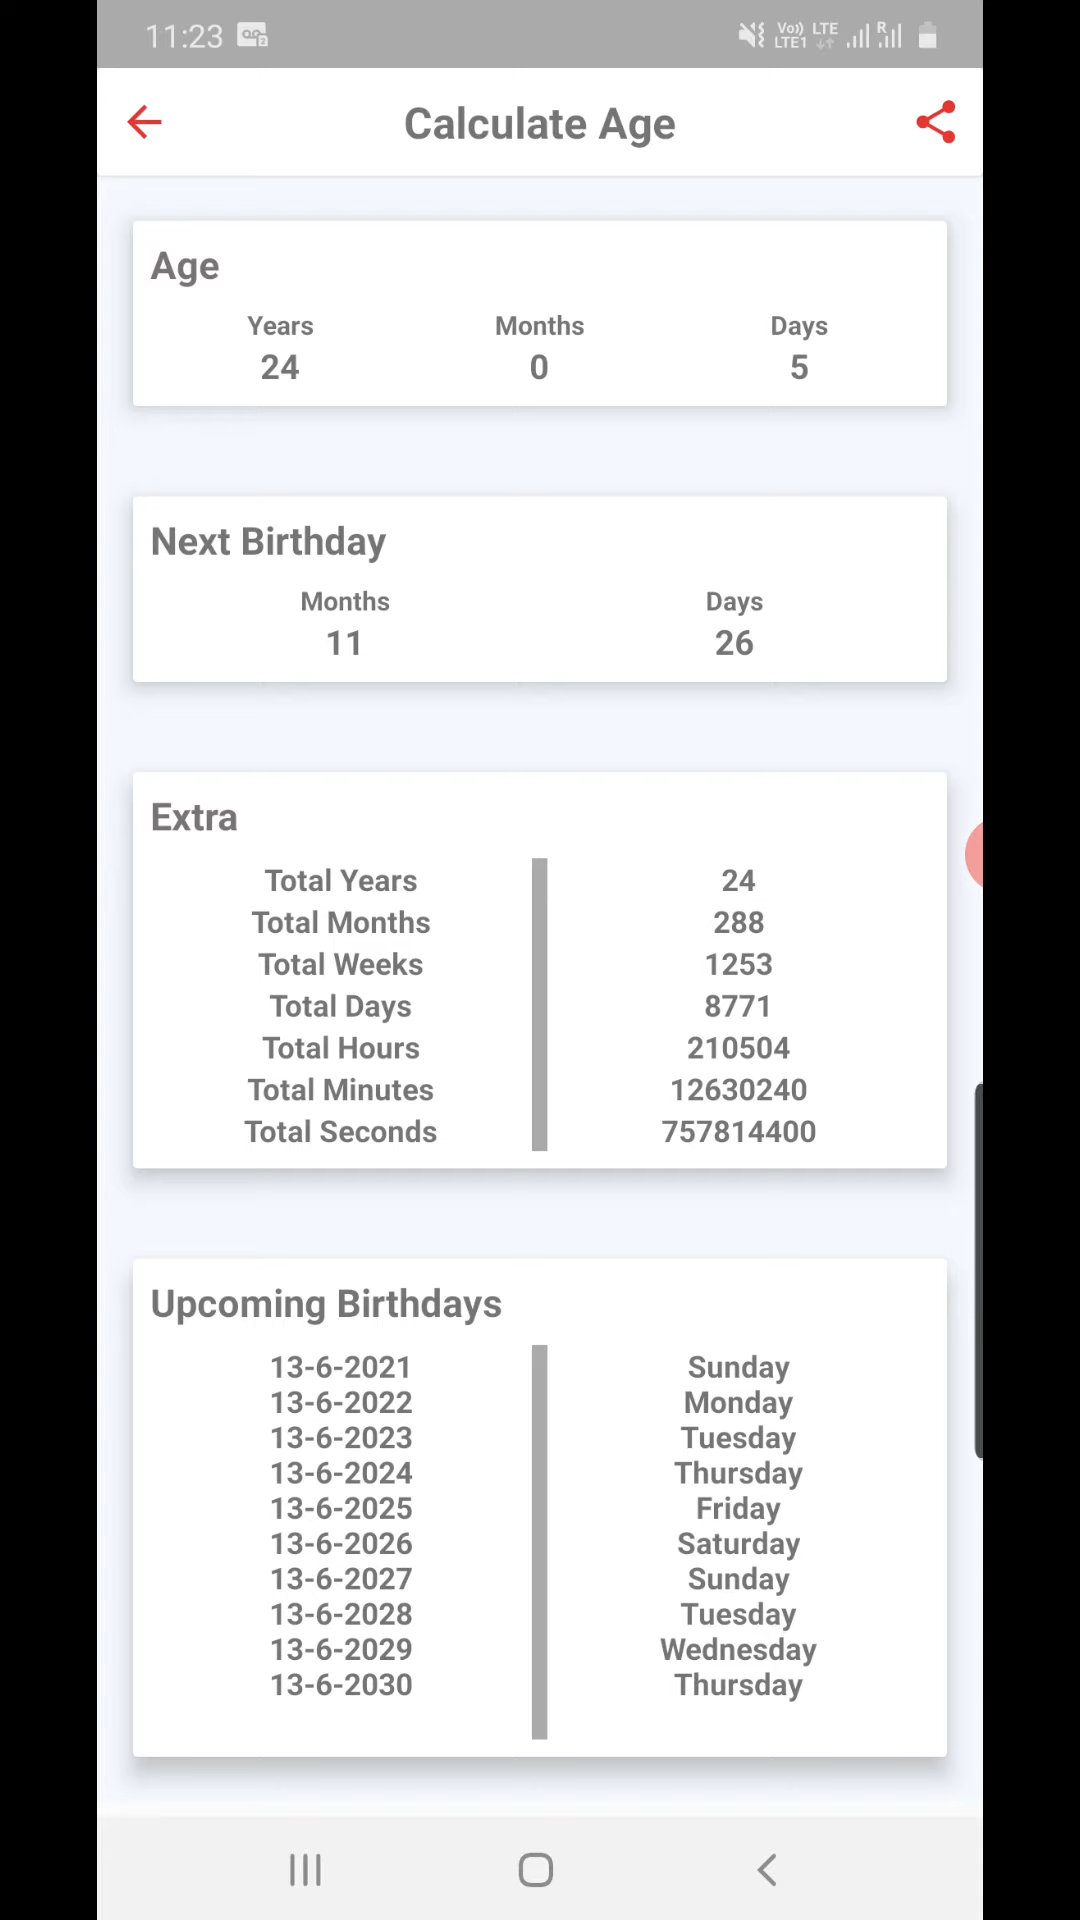 11:23
Vo)) LTE
LTE1
R
Calculate Age
Age
Years Months Days
24 0 5
Next Birthday
Months Days
11 26
Extra
Total Years 24
Total Months 288
Total Weeks 1253
Total Days 8771
Total Hours 210504
Total Minutes 12630240
Total Seconds 757814400
Upcoming Birthdays
13-6-2021 Sunday
13-6-2022 Monday
13-6-2023 Tuesday
13-6-2024 Thursday
13-6-2025 Friday
13-6-2026 Saturday
13-6-2027 Sunday
13-6-2028 Tuesday
13-6-2029 Wednesday
13-6-2030 Thursday